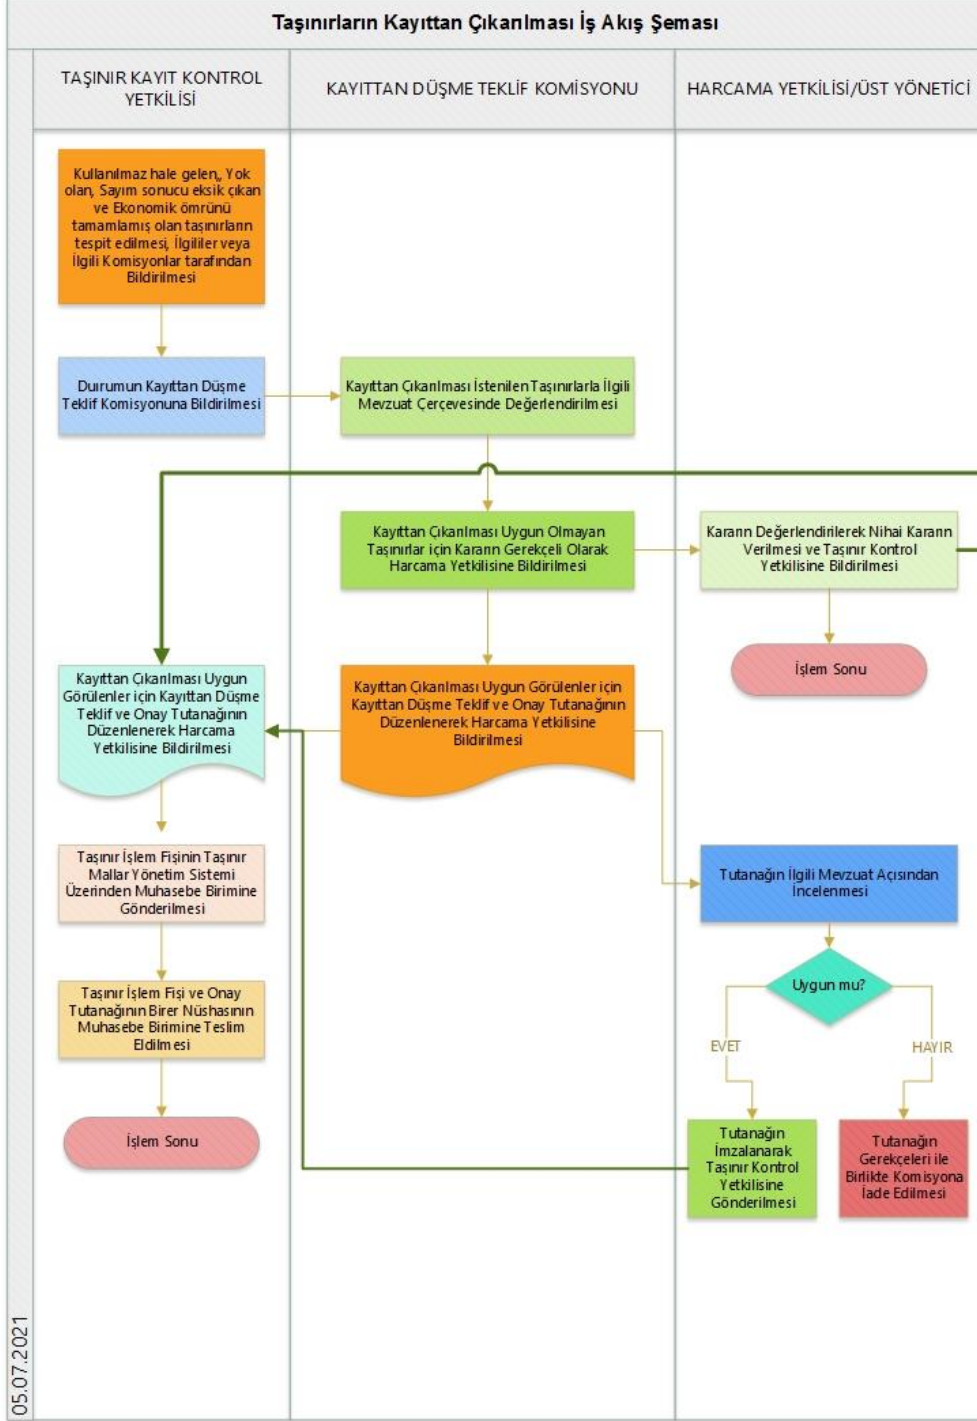 Taşınırların Kayıttan Çıkarılması İş Akış Şeması
TAŞINIR KAYIT KONTROL
YETKİLİSİ
KAYITTAN DÜŞME TEKLİF KOMİSYONU
HARCAMA YETKİLİSİ/ÜST YÖNETİCİ
Kullanılmaz hale gelen,, Yok
olan, Sayım sonucu eksik çıkan
ve Ekonomik ömrünü
tamamlamış olan taşınırların
tespit edilmesi, İlgililer veya
İlgili Komisyonlar tarafından
Bildirilmesi
Duırumun Kayıttan Düşme
Teklif Komisyonuna Bildirilmesi
Kayıttan Çıkarılması İstenilen Taşınırlarla İlgili
Mevzuat Çerçevesinde Değerlendirilmesi
Kayıttan Çıkarılması Uygun Olmayan
Taşınırlar için Kararın Gerekçeli Olarak
Harcama Yetkilisine Bildirilmesi
Kararın Değerlendirilerek Nihai Kararın
Verilmesi ve Taşınır Kontrol
Yetkilisine Bildirilmesi
İşlem Sonu
Kayıttan Çıkarılması Uygun
Görülenler için Kayıttan Düşme
Teklif ve Onay Tutanağının
Düzenlenerek Harcama
Yetkilisine Bildirilmesi
Kayıttan Çıkarılması Uygun Görülenler için
Kayıttan Düşme Teklif ve Onay Tutanağının
Düzenlenerek Harcama Yetkilisine
Bildirilmesi
Taşınır İşlem Fişinin Taşınır
Mallar Yönetim Sistemi
Üzerinden Muhasebe Birimine
Gönderilmesi
Tutanağın İlgili Mevzuat Açısından
İncelenmesi
Uygun mu?
EVET
HAYIR
Taşınır İşlem Fişi ve Onay
Tutanağının Birer Nüshasının
Muhasebe Birimine Teslim
Eldilmesi
İşlem Sonu
Tutanağın
İmzalanarak
Taşınır Kontrol
Yetkilisine
Gönderilmesi
Tutanağın
Gerekçeleri ile
Birlikte Komisyona
İade Edilmesi
05.07.2021